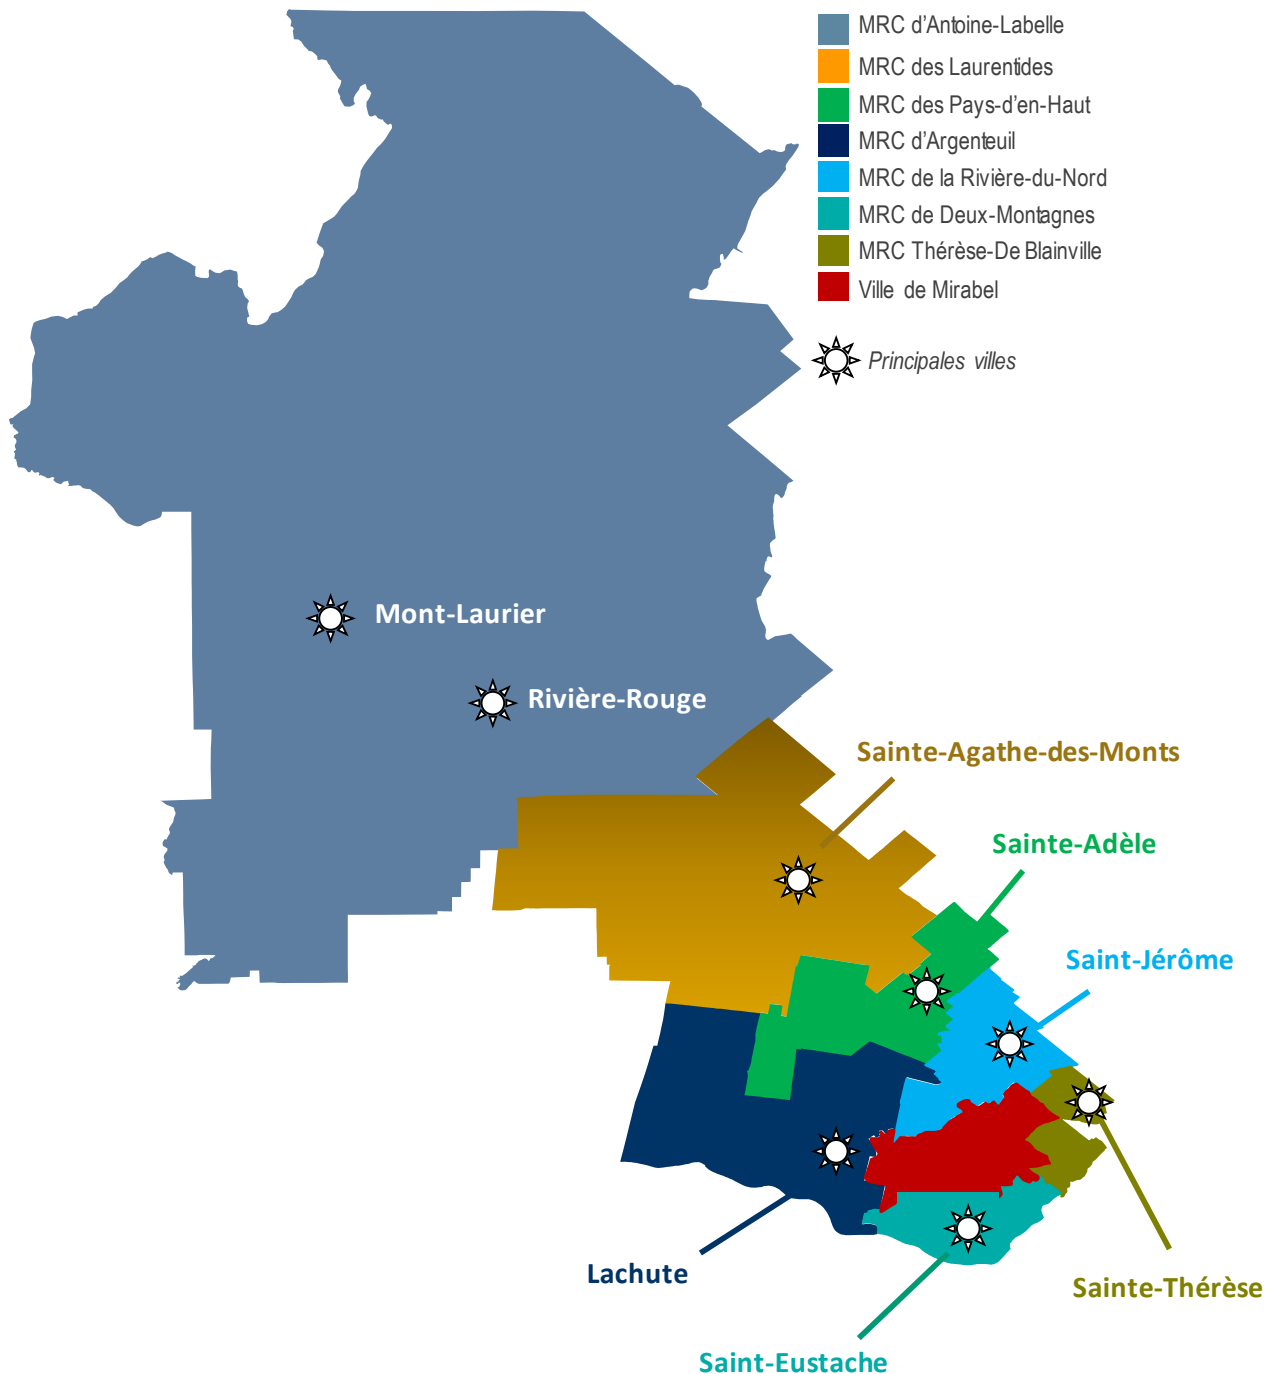 MRC d'Antoine-Labelle
MRC des Laurentides
MRC des Pays-d'en-Haut
MRC d'Argenteuil
MRC de la Rivière-du-Nord
MRC de Deux-Montagnes
MRC Thérèse-De Blainville
Ville de Mirabel
Principales villes
Mont-Laurier
Rivière-Rouge
Sainte-Agathe-des-Monts
Sainte-Adèle
Saint-Jérôme
Lachute
Sainte-Thérèse
Saint-Eustache